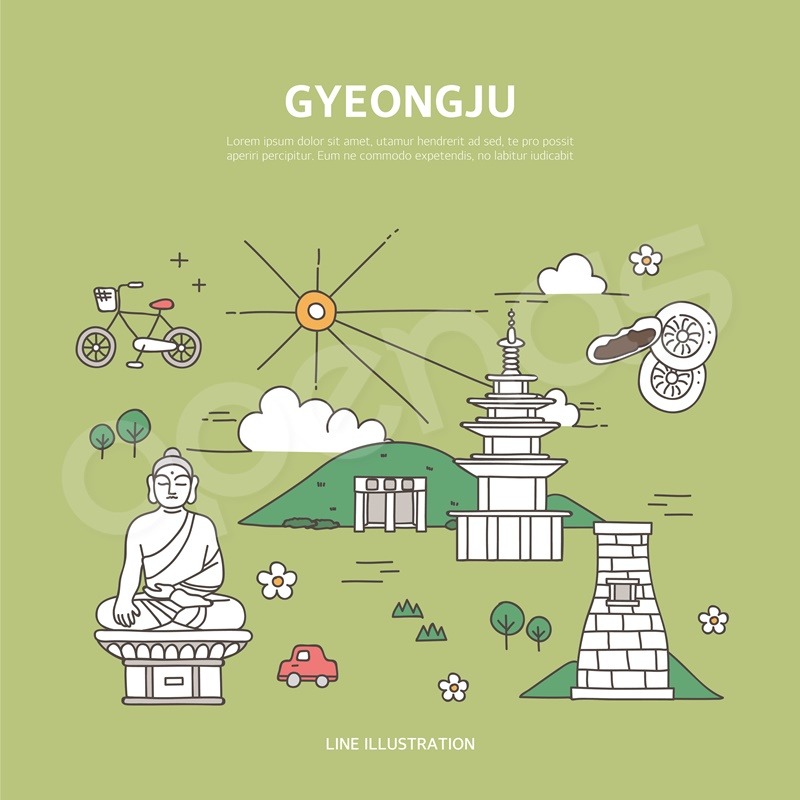 GYEONGJU
Lorem ipsum dolor sit amet, utamur hendrerit ad sed, te pro possit
aperiri percipitur. Eum ne commodo expetendis, no labitur iudicabit
LINE ILLUSTRATION